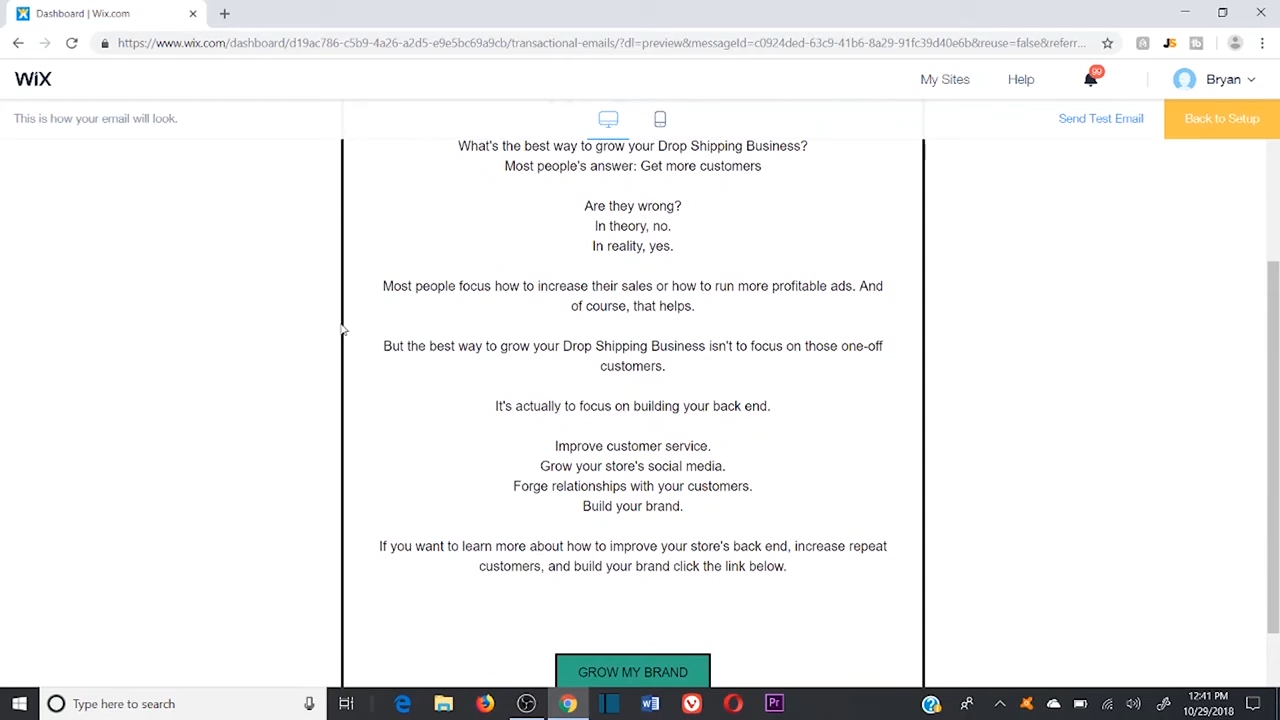 Dashboard | Wix.com
https://www.wix.com/dashboard/d19ac786-c5b9-4a26-a2d5-e9e5bc69a9cb/transactional-emails/?dl=preview&messageId=c0924ded-63c9-41b6-8a29-91fc39d40e6b&reuse=false&referr...
JS
WiX
My Sites
Help
99
Bryan
This is how your email will look.
Send Test Email
Back to Setup
What's the best way to grow your Drop Shipping Business?
Most people's answer: Get more customers
Are they wrong?
In theory, no.
In reality, yes.
Most people focus how to increase their sales or how to run more profitable ads. And
of course, that helps.
But the best way to grow your Drop Shipping Business isn't to focus on those one-off
customers.
It's actually to focus on building your back end.
Improve customer service.
Grow your store's social media.
Forge relationships with your customers.
Build your brand.
If you want to learn more about how to improve your store's back end, increase repeat
customers, and build your brand click the link below.
GROW MY BRAND
Type here to search
Pr
12:41 PM
10/29/2018